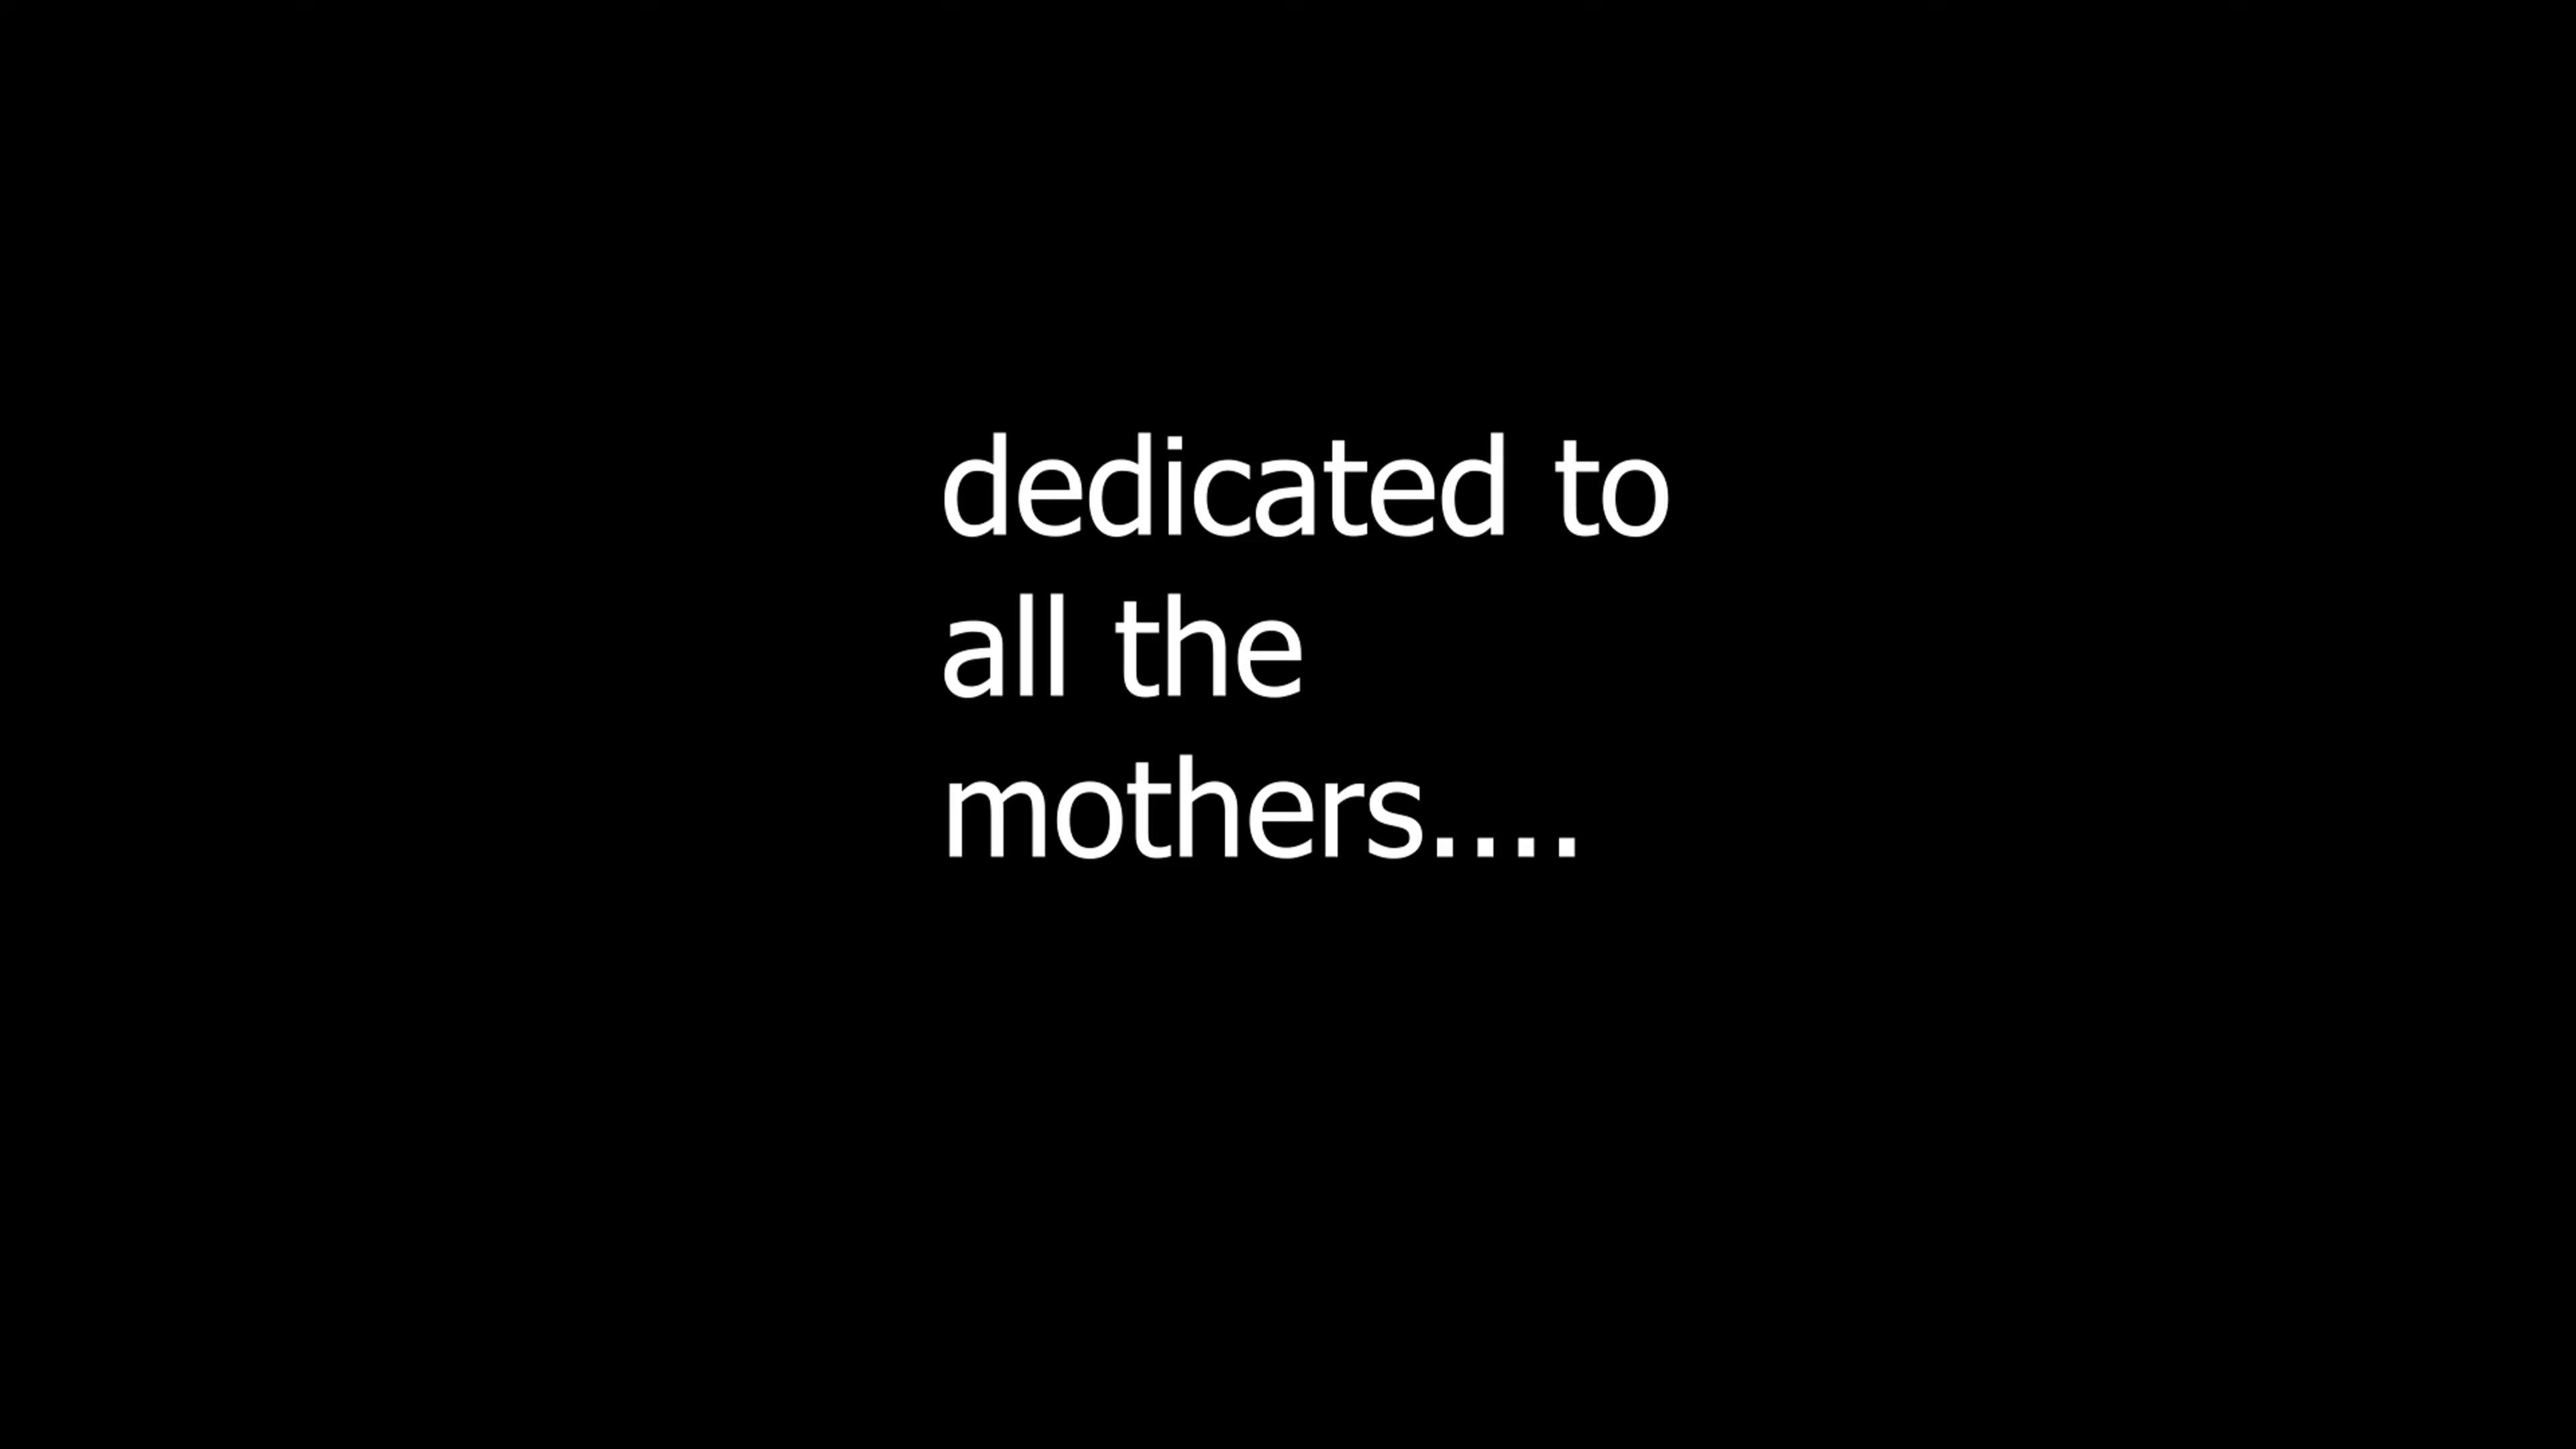 dedicated to
all the
mothers....